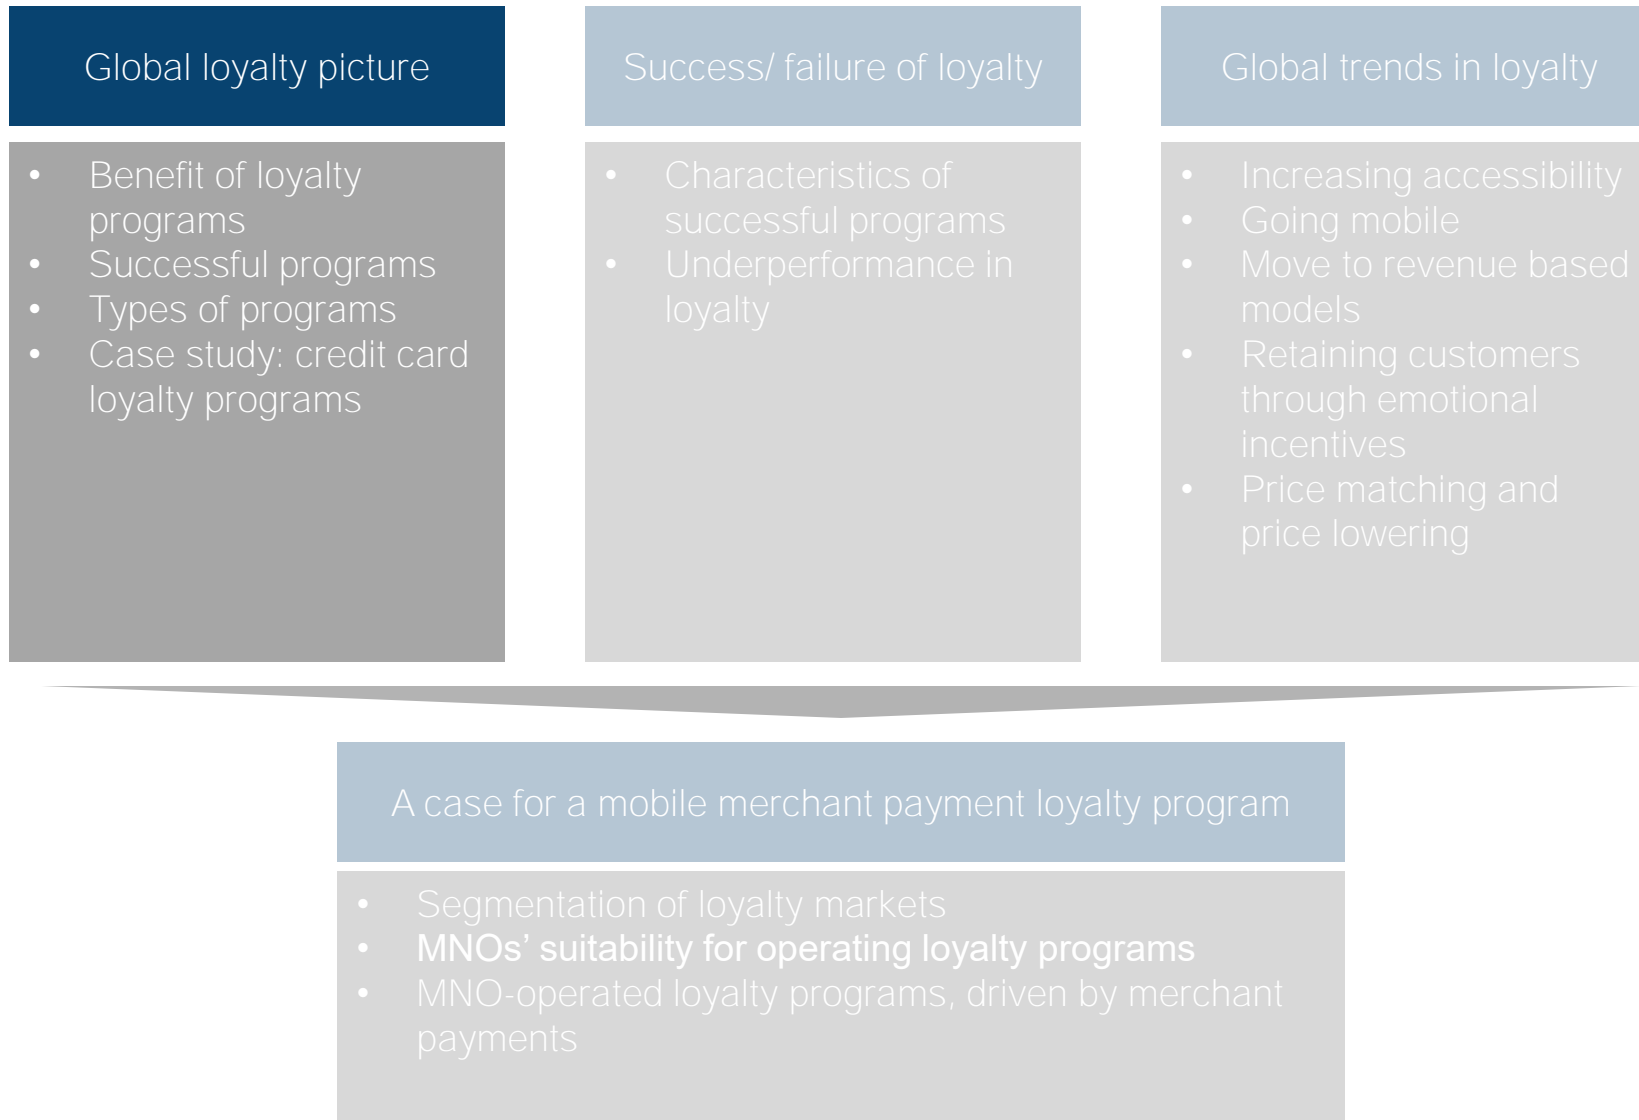 Global loyalty picture
• Benefit of loyalty
programs
• Successful programs
• Types of programs
• Case study: credit card
loyalty programs
Success/ failure of loyalty
• Characteristics of
successful programs
• Underperformance in
loyalty
Global trends in loyalty
• Increasing accessibility
• Going mobile
• Move to revenue based
models
• Retaining customers
through emotional
incentives
• Price matching and
price lowering
A case for a mobile merchant payment loyalty program
• Segmentation of loyalty markets
• MNOs’ suitability for operating loyalty programs
• MNO-operated loyalty programs, driven by merchant
payments